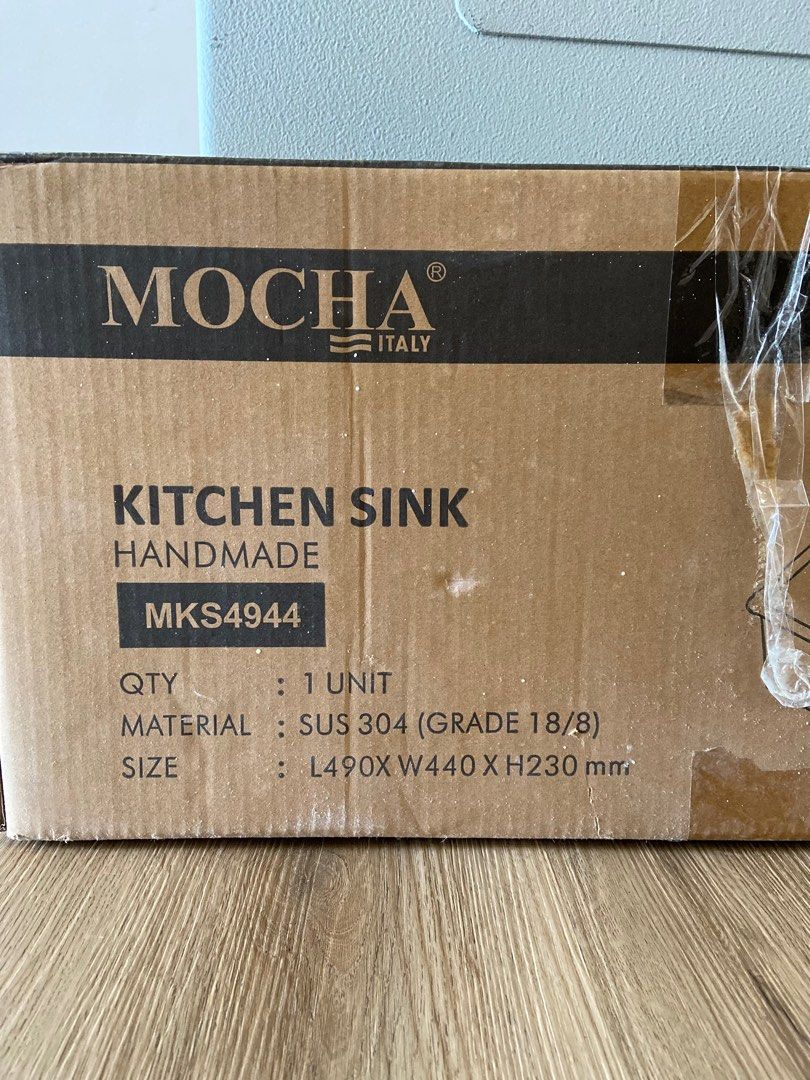 MOCHA®
ITALY
KITCHEN SINK
HANDMADE
MKS4944
QTY : 1 UNIT
MATERIAL : SUS 304 (GRADE 18/8)
SIZE : L490X W440 X H230 mm